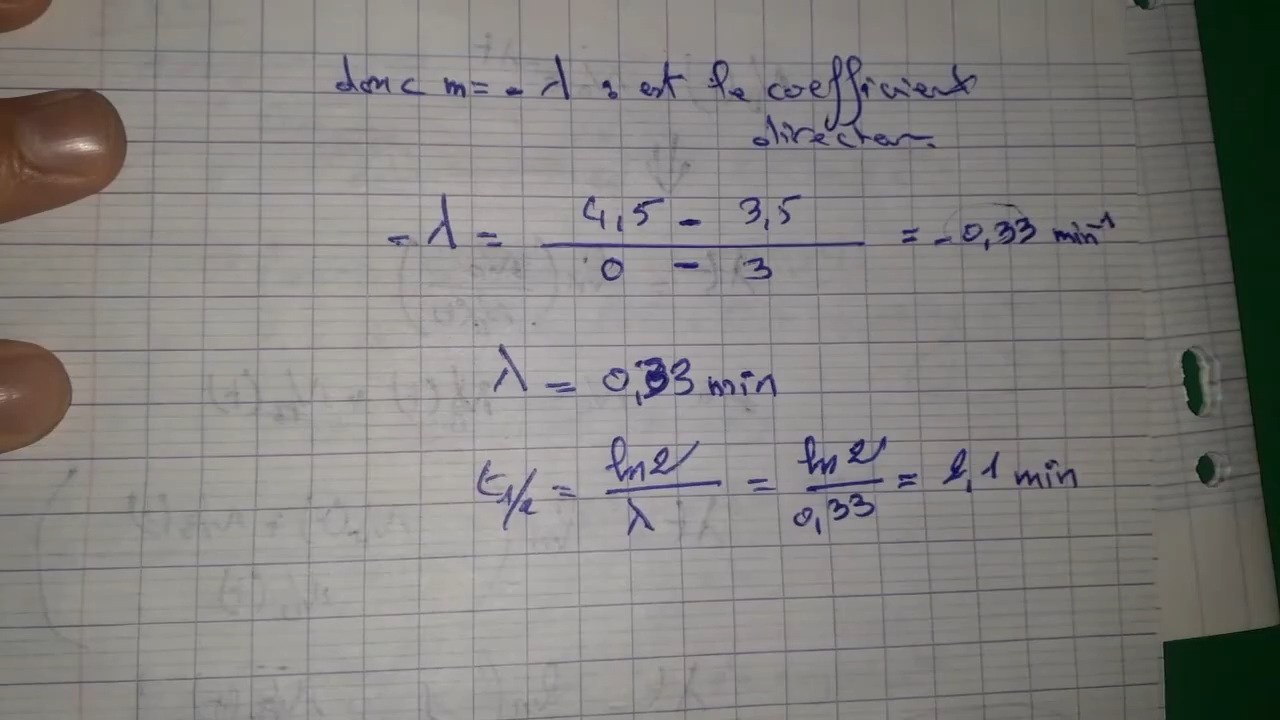 donc m = - λ : est le coefficient
directeur.
- λ = (4,5 - 3,5) / (0 - 3) = - 0,33 min⁻¹
λ = 0,33 min
t₁/₂ = ln2 / λ = ln2 / 0,33 = 2,1 min